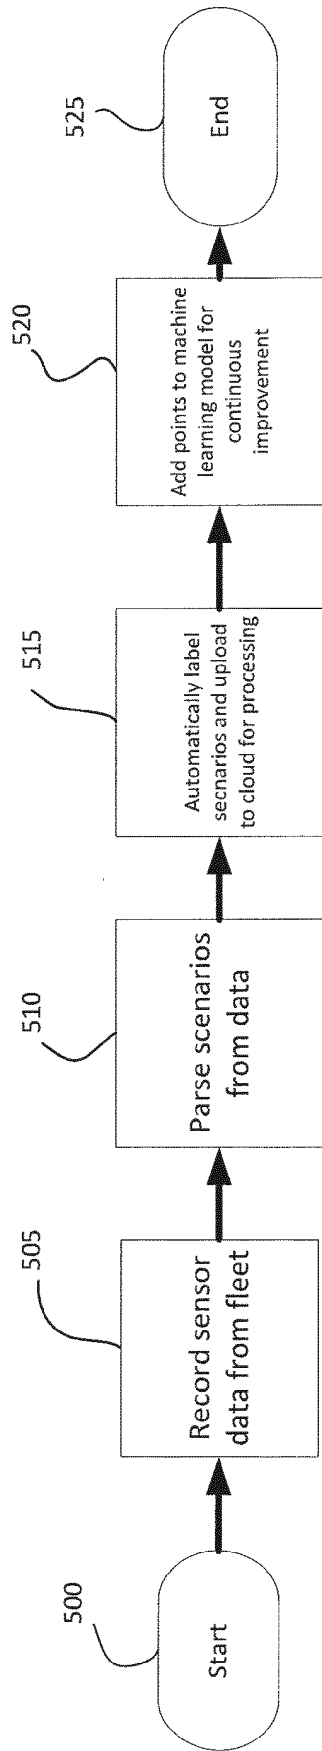 500
Start
505
Record sensor
data from fleet
510
Parse scenarios
from data
515
Automatically label
secnarios and upload
to cloud for processing
520
Add points to machine
learning model for
continuous
improvement
525
End